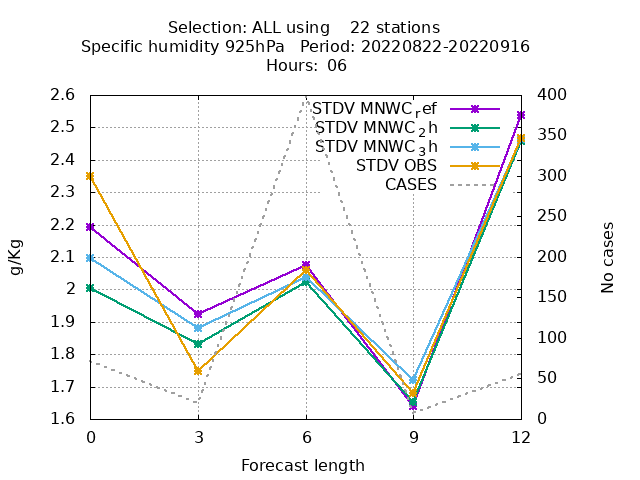 Selection: ALL using    22 stations
Specific humidity 925hPa   Period: 20220822-20220916
Hours: 06
STDV MNWC_ref
STDV MNWC_2h
STDV MNWC_3h
STDV OBS
CASES
2.6
2.5
2.4
2.3
2.2
2.1
2
1.9
1.8
1.7
1.6
g/Kg
400
350
300
250
200
150
100
50
0
No cases
0 3 6 9 12
Forecast length